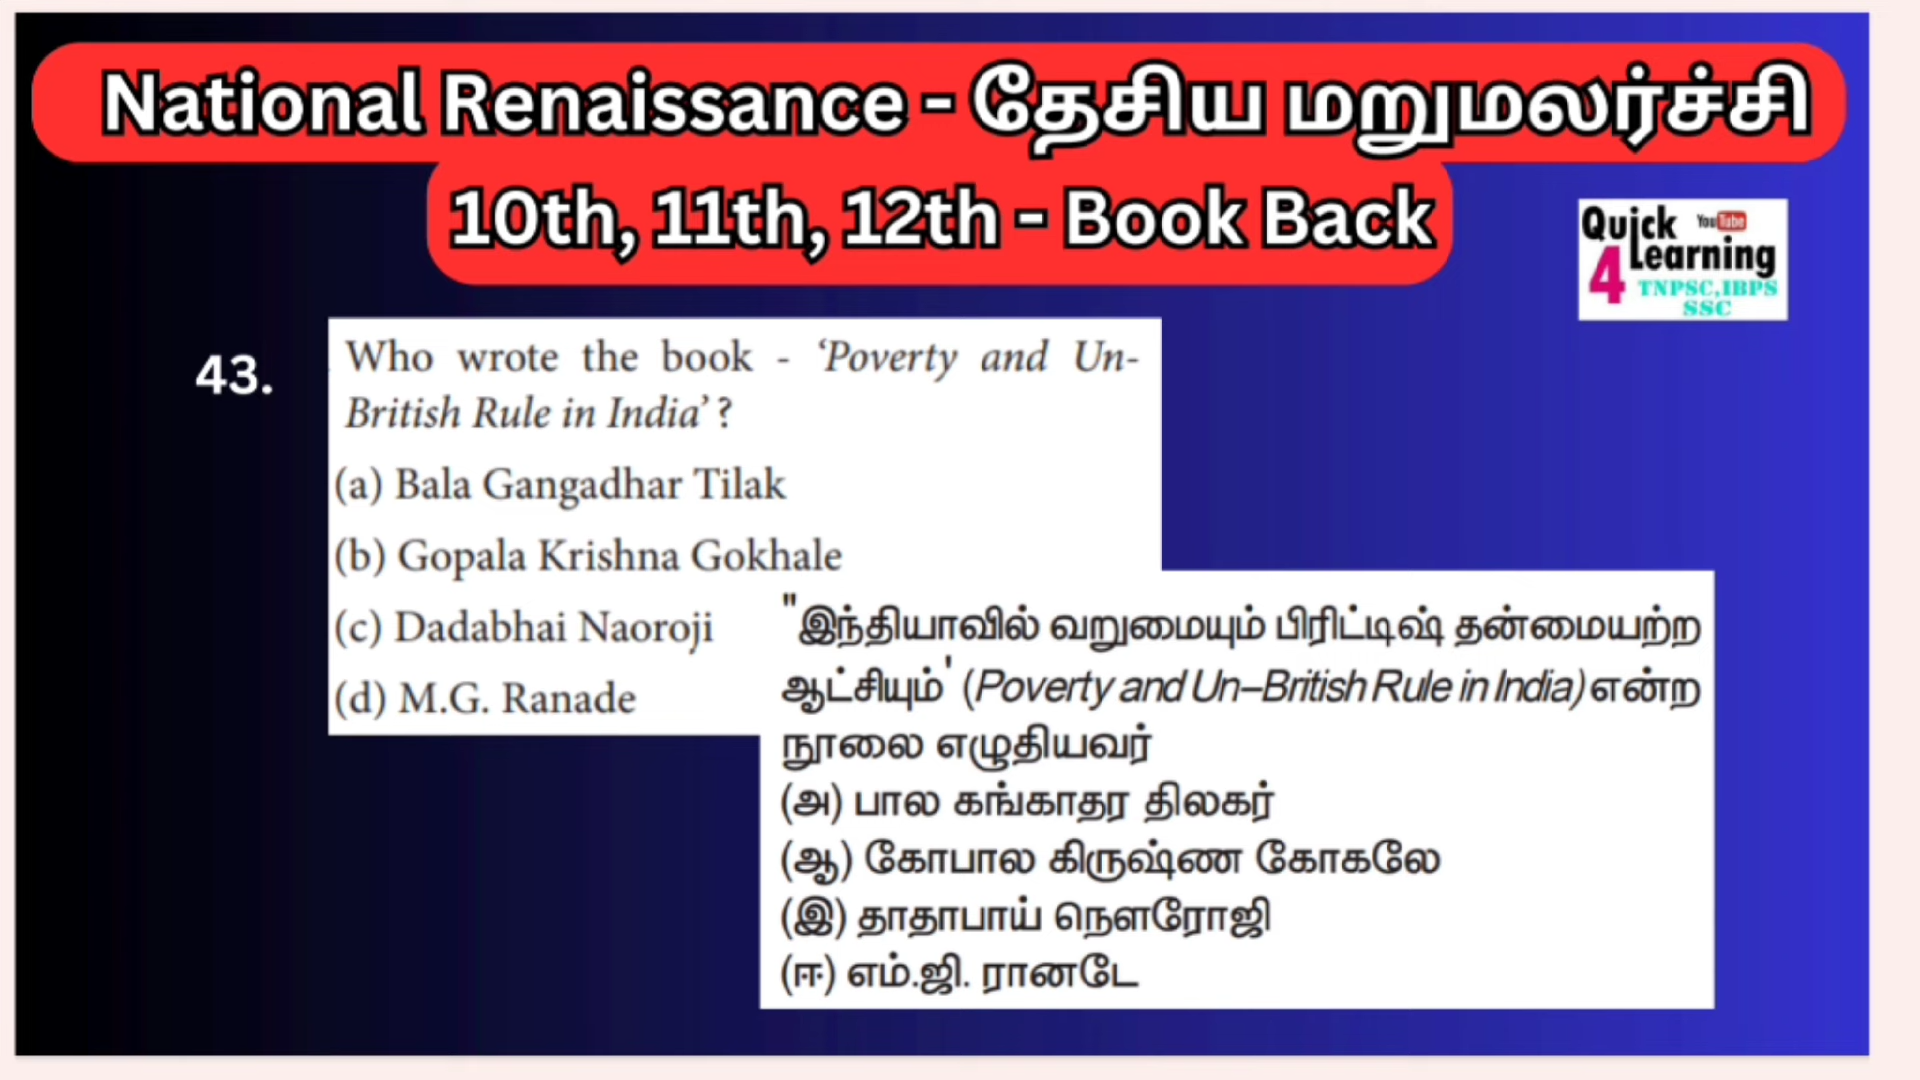 National Renaissance - தேசிய மறுமலர்ச்சி
10th, 11th, 12th - Book Back
Quick YouTube
4 Learning
TNPSC,IBPS
SSC
43.
Who wrote the book - ‘Poverty and Un-
British Rule in India’ ?
(a) Bala Gangadhar Tilak
(b) Gopala Krishna Gokhale
(c) Dadabhai Naoroji
(d) M.G. Ranade
"இந்தியாவில் வறுமையும் பிரிட்டிஷ் தன்மையற்ற
ஆட்சியும்' (Poverty and Un–British Rule in India) என்ற
நூலை எழுதியவர்
(அ) பால கங்காதர திலகர்
(ஆ) கோபால கிருஷ்ண கோகலே
(இ) தாதாபாய் நௌரோஜி
(ஈ) எம்.ஜி. ரானடே